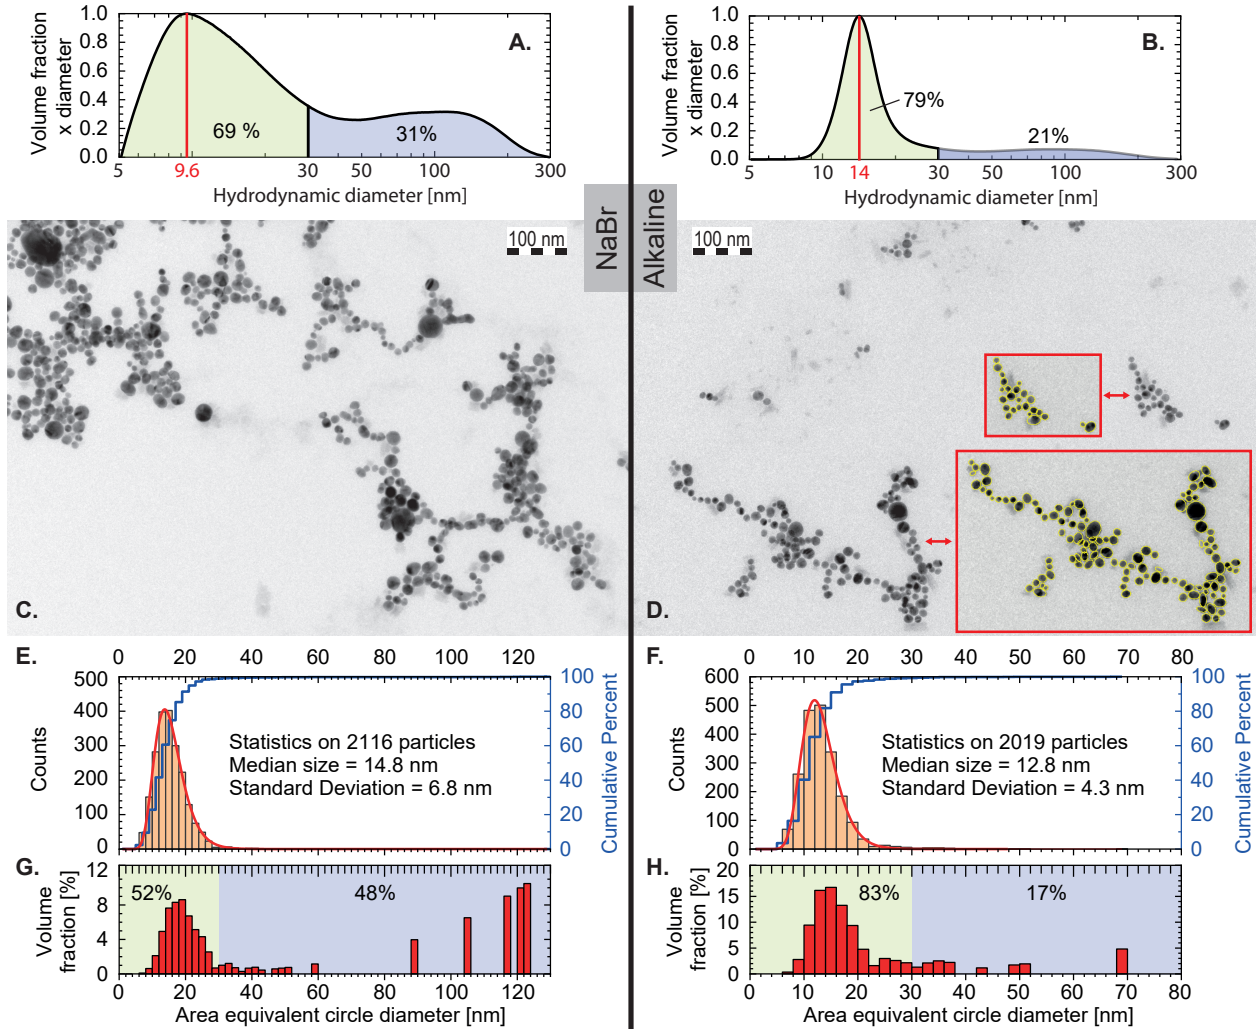 A.
Volume fraction
x diameter
1.0
0.8
0.6
0.4
0.2
0.0
69 %
31%
5
9.6
30
50
100
300
Hydrodynamic diameter [nm]
B.
Volume fraction
x diameter
1.0
0.8
0.6
0.4
0.2
0.0
79%
21%
5
10
14
30
50
100
300
Hydrodynamic diameter [nm]
NaBr
Alkaline
100 nm
C.
100 nm
D.
E.
0 20 40 60 80 100 120
Counts
500
400
300
200
100
0
Statistics on 2116 particles
Median size = 14.8 nm
Standard Deviation = 6.8 nm
100
80
60
40
20
0
Cumulative Percent
F.
0 10 20 30 40 50 60 70 80
Counts
600
500
400
300
200
100
0
Statistics on 2019 particles
Median size = 12.8 nm
Standard Deviation = 4.3 nm
100
80
60
40
20
0
Cumulative Percent
G.
Volume
fraction [%]
12
8
4
0
52%
48%
0 20 40 60 80 100 120
Area equivalent circle diameter [nm]
H.
Volume
fraction [%]
20
15
10
5
0
83%
17%
0 10 20 30 40 50 60 70 80
Area equivalent circle diameter [nm]